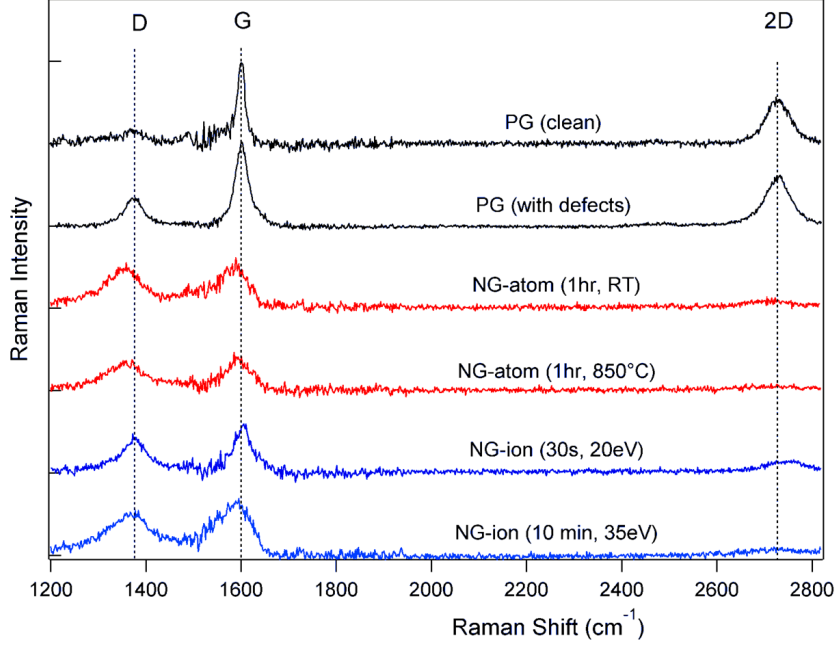 D G 2D
PG (clean)
PG (with defects)
NG-atom (1hr, RT)
NG-atom (1hr, 850°C)
NG-ion (30s, 20eV)
NG-ion (10 min, 35eV)
Raman Intensity
1200 1400 1600 1800 2000 2200 2400 2600 2800
Raman Shift (cm⁻¹)